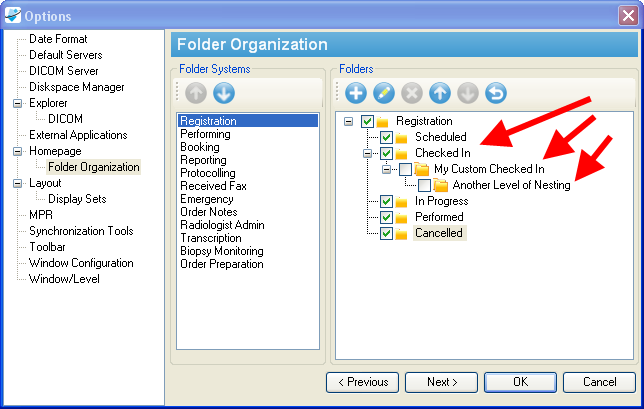 Options
Date Format
Default Servers
DICOM Server
Diskspace Manager
Explorer
DICOM
External Applications
Homepage
Folder Organization
Layout
Display Sets
MPR
Synchronization Tools
Toolbar
Window Configuration
Window/Level
Folder Organization
Folder Systems
Registration
Performing
Booking
Reporting
Protocolling
Received Fax
Emergency
Order Notes
Radiologist Admin
Transcription
Biopsy Monitoring
Order Preparation
Folders
Registration
Scheduled
Checked In
My Custom Checked In
Another Level of Nesting
In Progress
Performed
Cancelled
< Previous
Next >
OK
Cancel